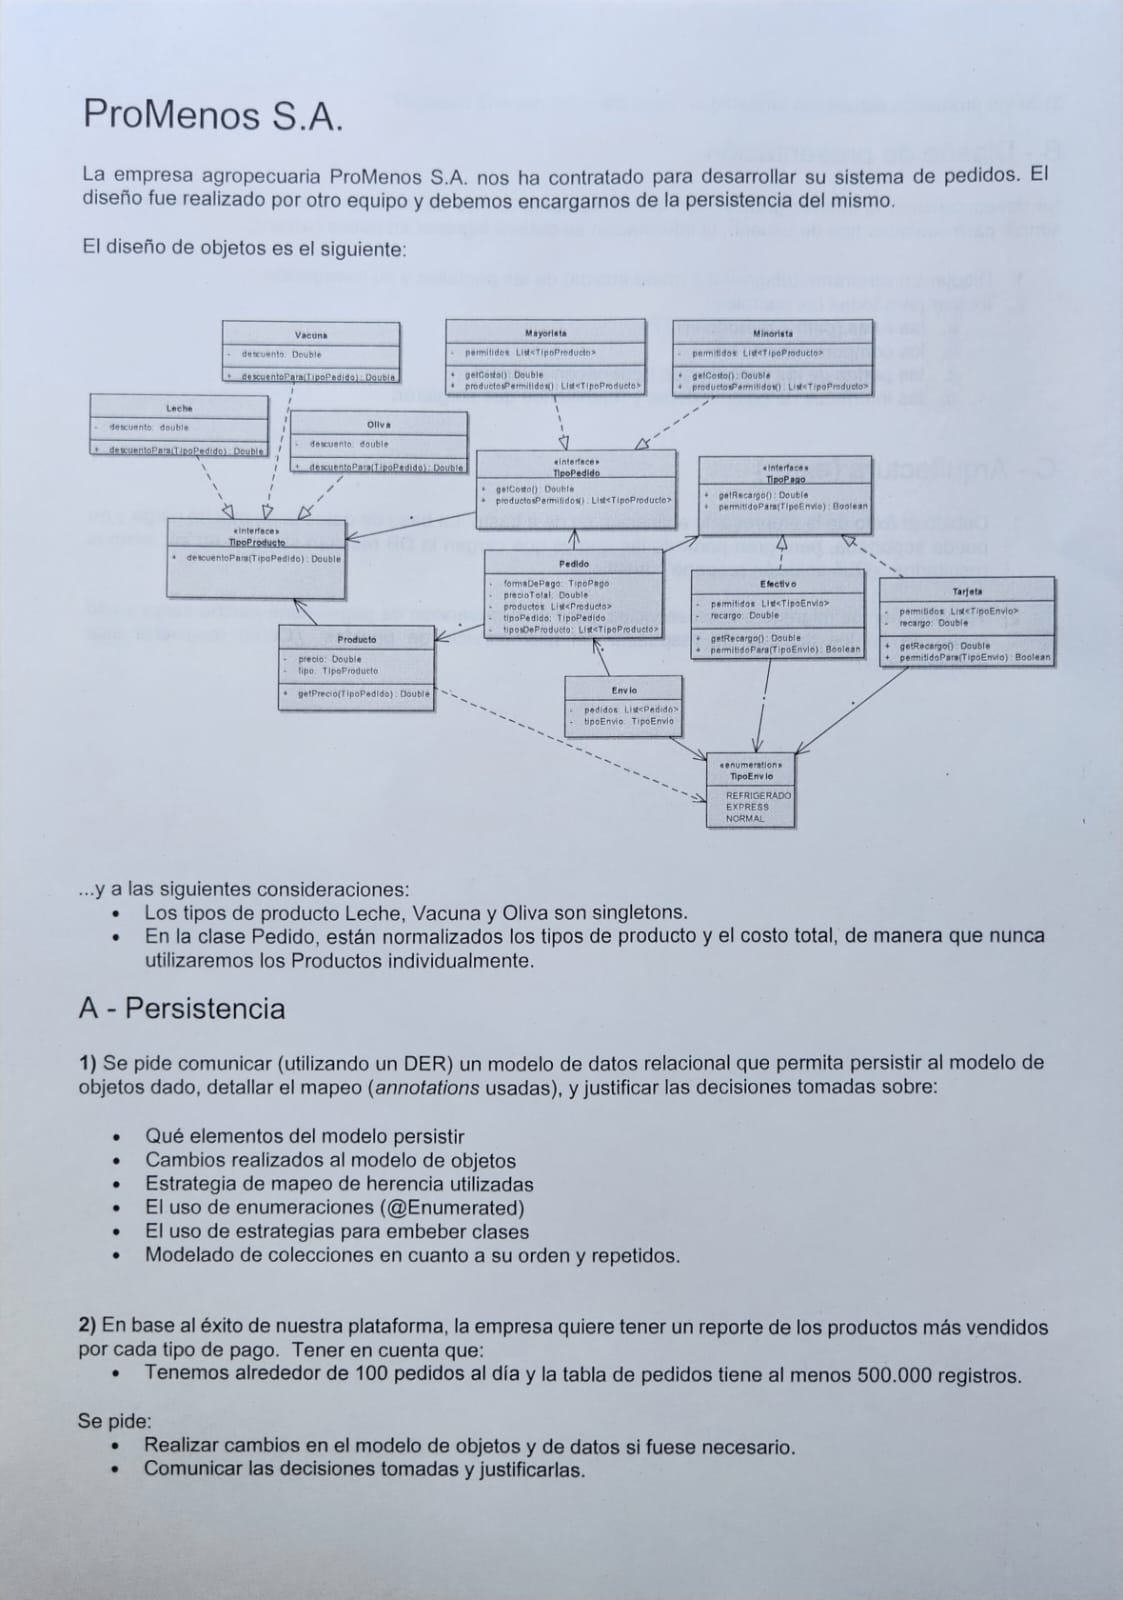 ProMenos S.A.
La empresa agropecuaria ProMenos S.A. nos ha contratado para desarrollar su sistema de pedidos. El
diseño fue realizado por otro equipo y debemos encargarnos de la persistencia del mismo.
El diseño de objetos es el siguiente:
Vacuna
- descuento: Double
+ descuentoPara(TipoPedido): Double
Mayorista
- permitidos: List<TipoProducto>
+ getCosto(): Double
+ productosPermitidos(): List<TipoProducto>
Minorista
- permitidos: List<TipoProducto>
+ getCosto(): Double
+ productosPermitidos(): List<TipoProducto>
Leche
- descuento: double
+ descuentoPara(TipoPedido): Double
Oliva
- descuento: double
+ descuentoPara(TipoPedido): Double
«interface»
TipoPedido
+ getCosto(): Double
+ productosPermitidos(): List<TipoProducto>
«interface»
TipoPago
+ getRecargo(): Double
+ permitidoPara(TipoEnvio): Boolean
«interface»
TipoProducto
+ descuentoPara(TipoPedido): Double
Pedido
- formaDePago: TipoPago
- precioTotal: Double
- productos: List<Producto>
- tipoPedido: TipoPedido
- tiposDeProducto: List<TipoProducto>
Efectivo
- permitidos: List<TipoEnvio>
- recargo: Double
+ getRecargo(): Double
+ permitidoPara(TipoEnvio): Boolean
Tarjeta
- permitidos: List<TipoEnvio>
- recargo: Double
+ getRecargo(): Double
+ permitidoPara(TipoEnvio): Boolean
Producto
- precio: Double
- tipo: TipoProducto
+ getPrecio(TipoPedido): Double
Envio
- pedidos: List<Pedido>
- tipoEnvio: TipoEnvio
«enumeration»
TipoEnvio
REFRIGERADO
EXPRESS
NORMAL
...y a las siguientes consideraciones:
• Los tipos de producto Leche, Vacuna y Oliva son singletons.
• En la clase Pedido, están normalizados los tipos de producto y el costo total, de manera que nunca
utilizaremos los Productos individualmente.
A - Persistencia
1) Se pide comunicar (utilizando un DER) un modelo de datos relacional que permita persistir al modelo de
objetos dado, detallar el mapeo (annotations usadas), y justificar las decisiones tomadas sobre:
• Qué elementos del modelo persistir
• Cambios realizados al modelo de objetos
• Estrategia de mapeo de herencia utilizadas
• El uso de enumeraciones (@Enumerated)
• El uso de estrategias para embeber clases
• Modelado de colecciones en cuanto a su orden y repetidos.
2) En base al éxito de nuestra plataforma, la empresa quiere tener un reporte de los productos más vendidos
por cada tipo de pago. Tener en cuenta que:
• Tenemos alrededor de 100 pedidos al día y la tabla de pedidos tiene al menos 500.000 registros.
Se pide:
• Realizar cambios en el modelo de objetos y de datos si fuese necesario.
• Comunicar las decisiones tomadas y justificarlas.